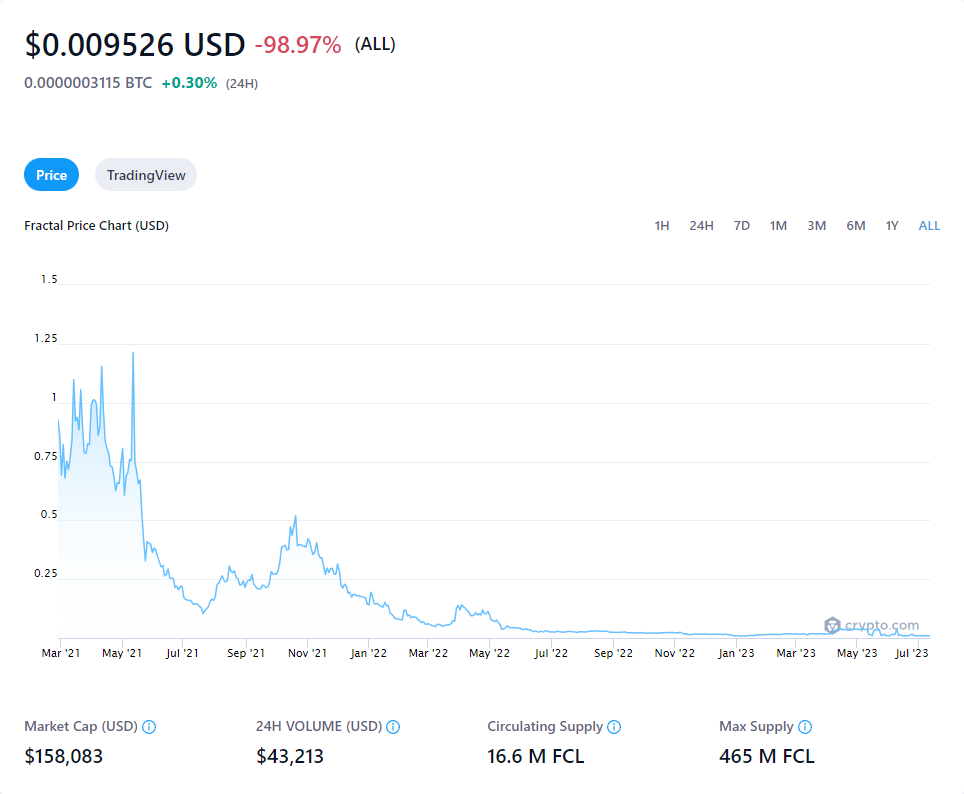 $0.009526 USD -98.97% (ALL)
0.0000003115 BTC +0.30% (24H)
Price TradingView
Fractal Price Chart (USD) 1H 24H 7D 1M 3M 6M 1Y ALL
1.5
1.25
1
0.75
0.5
0.25
crypto.com
Mar '21 May '21 Jul '21 Sep '21 Nov '21 Jan '22 Mar '22 May '22 Jul '22 Sep '22 Nov '22 Jan '23 Mar '23 May '23 Jul '23
Market Cap (USD) 24H VOLUME (USD) Circulating Supply Max Supply
$158,083 $43,213 16.6 M FCL 465 M FCL